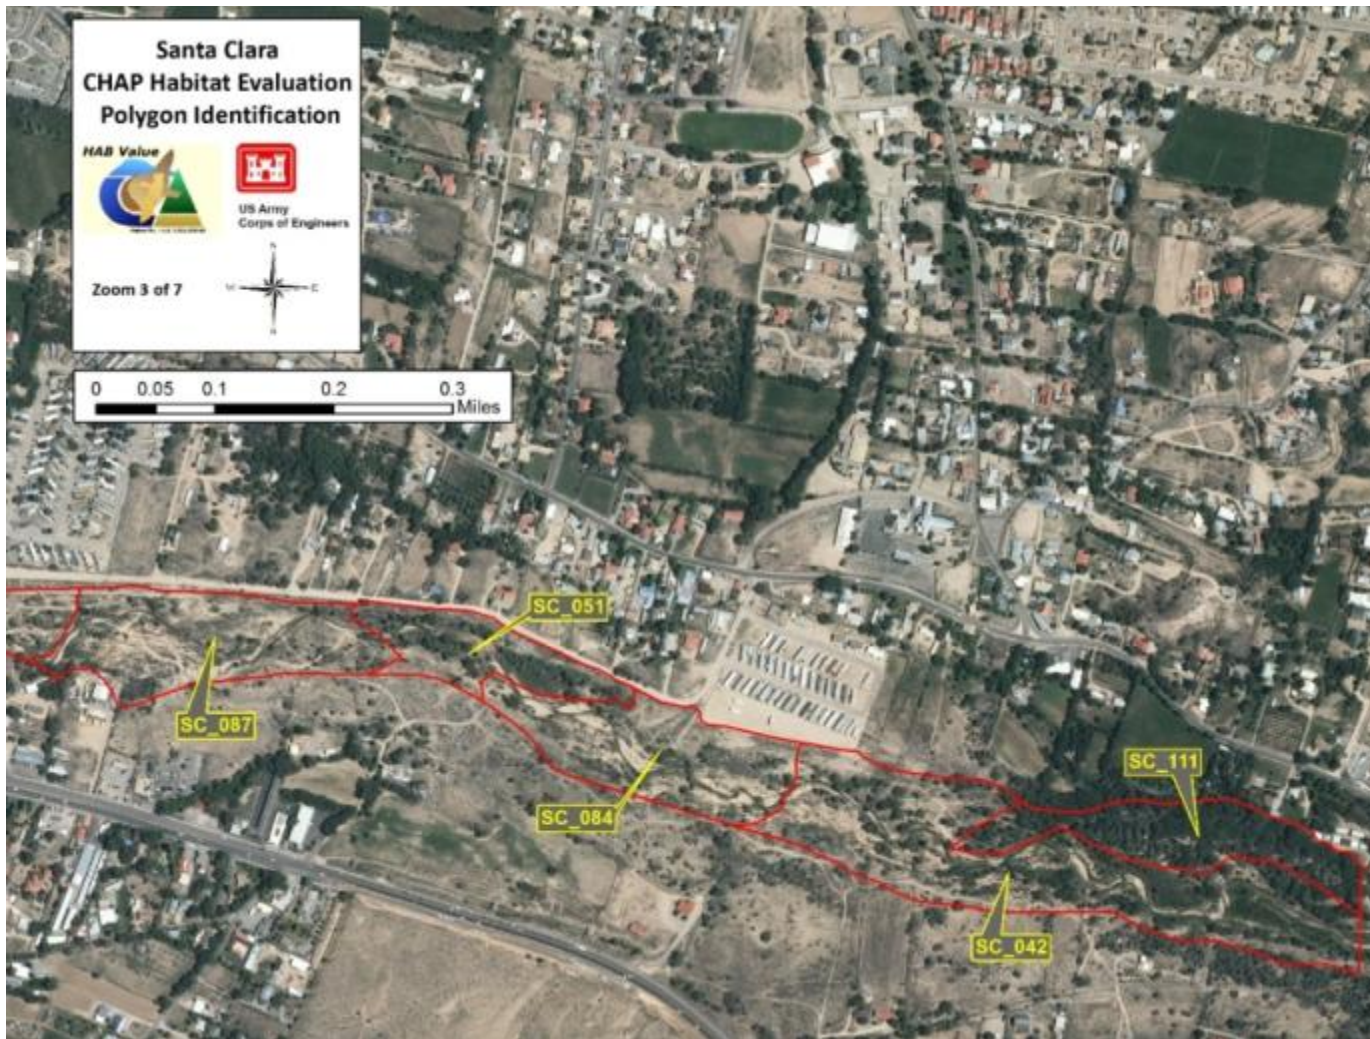 Santa Clara
CHAP Habitat Evaluation
Polygon Identification
HAB Value
US Army
Corps of Engineers
N
W E
Zoom 3 of 7
0 0.05 0.1 0.2 0.3
Miles
SC_051
SC_087
SC_111
SC_084
SC_042